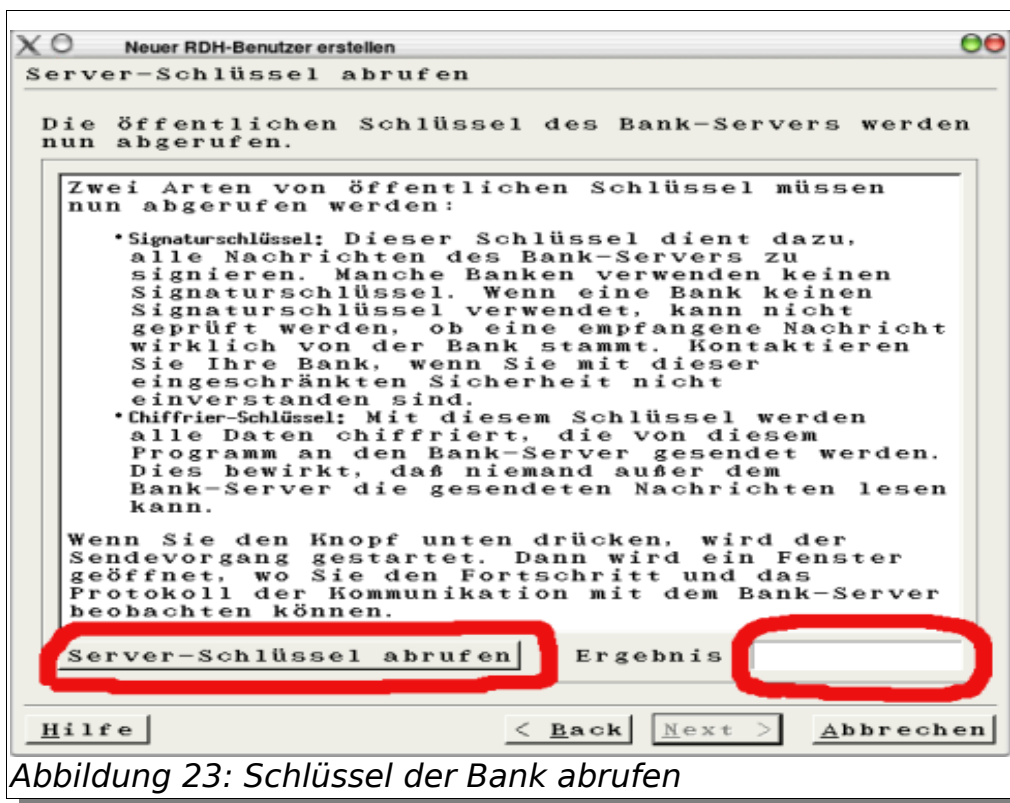 Neuer RDH-Benutzer erstellen
Server-Schlüssel abrufen
Die öffentlichen Schlüssel des Bank-Servers werden
nun abgerufen.
Zwei Arten von öffentlichen Schlüssel müssen
nun abgerufen werden:
•Signaturschlüssel: Dieser Schlüssel dient dazu,
alle Nachrichten des Bank-Servers zu
signieren. Manche Banken verwenden keinen
Signaturschlüssel. Wenn eine Bank keinen
Signaturschlüssel verwendet, kann nicht
geprüft werden, ob eine empfangene Nachricht
wirklich von der Bank stammt. Kontaktieren
Sie Ihre Bank, wenn Sie mit dieser
eingeschränkten Sicherheit nicht
einverstanden sind.
•Chiffrier-Schlüssel: Mit diesem Schlüssel werden
alle Daten chiffriert, die von diesem
Programm an den Bank-Server gesendet werden.
Dies bewirkt, daß niemand außer dem
Bank-Server die gesendeten Nachrichten lesen
kann.
Wenn Sie den Knopf unten drücken, wird der
Sendevorgang gestartet. Dann wird ein Fenster
geöffnet, wo Sie den Fortschritt und das
Protokoll der Kommunikation mit dem Bank-Server
beobachten können.
Server-Schlüssel abrufen Ergebnis
Hilfe < Back Next > Abbrechen
Abbildung 23: Schlüssel der Bank abrufen